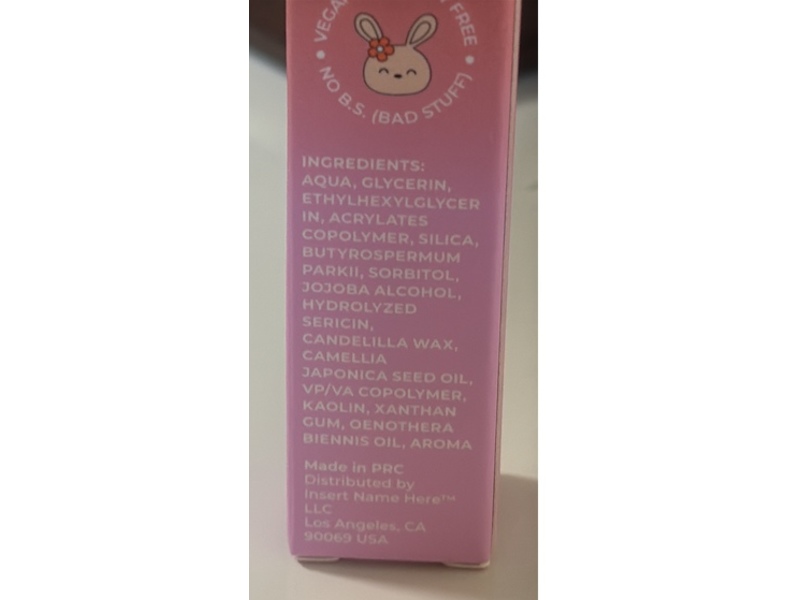 VEGA FREE
NO B.S. (BAD STUFF)
INGREDIENTS:
AQUA, GLYCERIN,
ETHYLHEXYLGLYCER
IN, ACRYLATES
COPOLYMER, SILICA,
BUTYROSPERMUM
PARKII, SORBITOL,
JOJOBA ALCOHOL,
HYDROLYZED
SERICIN,
CANDELILLA WAX,
CAMELLIA
JAPONICA SEED OIL,
VP/VA COPOLYMER,
KAOLIN, XANTHAN
GUM, OENOTHERA
BIENNIS OIL, AROMA
Made in PRC
Distributed by
Insert Name Here™
LLC
Los Angeles, CA
90069 USA